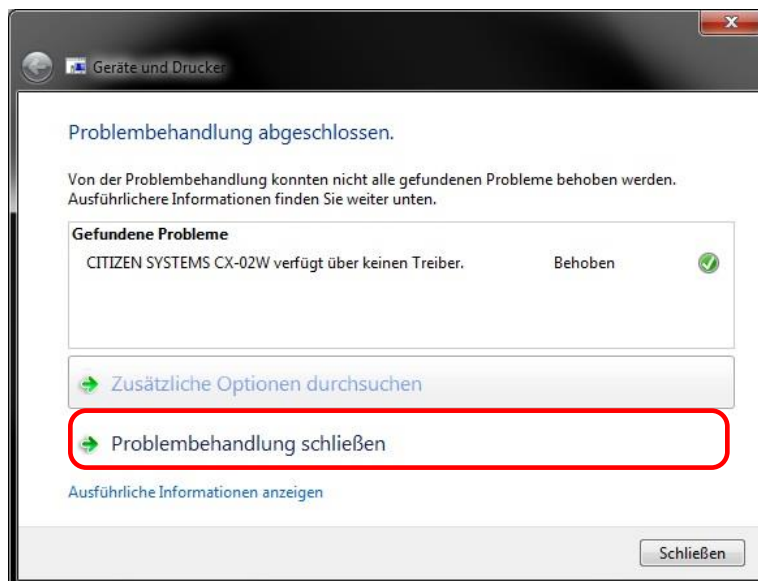 Geräte und Drucker
Problembehandlung abgeschlossen.
Von der Problembehandlung konnten nicht alle gefundenen Probleme behoben werden.
Ausführlichere Informationen finden Sie weiter unten.
Gefundene Probleme
CITIZEN SYSTEMS CX-02W verfügt über keinen Treiber. Behoben
Zusätzliche Optionen durchsuchen
Problembehandlung schließen
Ausführliche Informationen anzeigen
Schließen